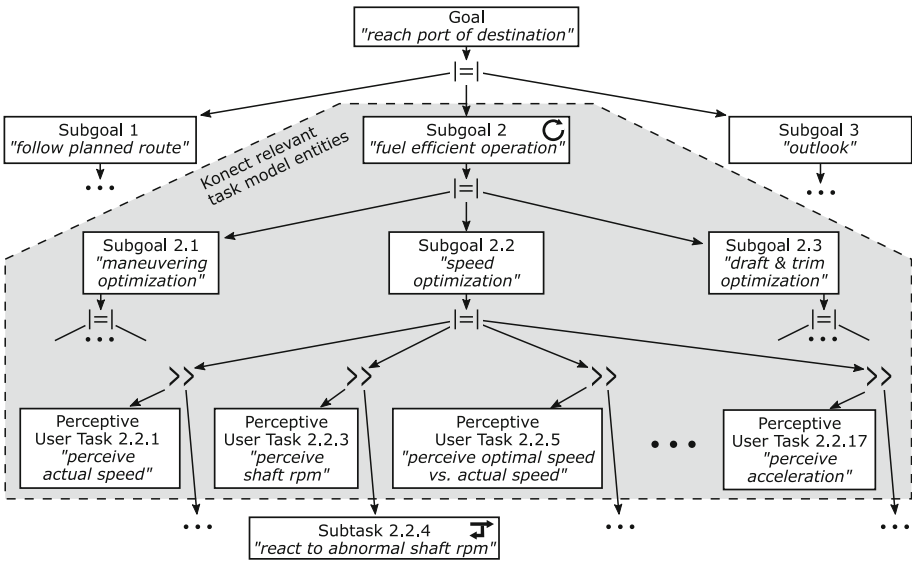 Goal
"reach port of destination"
|=|
Subgoal 1
"follow planned route"
...
Subgoal 2
"fuel efficient operation"
Subgoal 3
"outlook"
...
Konect relevant
task model entities
|=|
Subgoal 2.1
"maneuvering
optimization"
Subgoal 2.2
"speed
optimization"
Subgoal 2.3
"draft & trim
optimization"
|=|
...
|=|
|=|
...
>>
>>
>>
>>
Perceptive
User Task 2.2.1
"perceive
actual speed"
Perceptive
User Task 2.2.3
"perceive
shaft rpm"
Perceptive
User Task 2.2.5
"perceive optimal speed
vs. actual speed"
...
Perceptive
User Task 2.2.17
"perceive
acceleration"
...
Subtask 2.2.4
"react to abnormal shaft rpm"
...
...